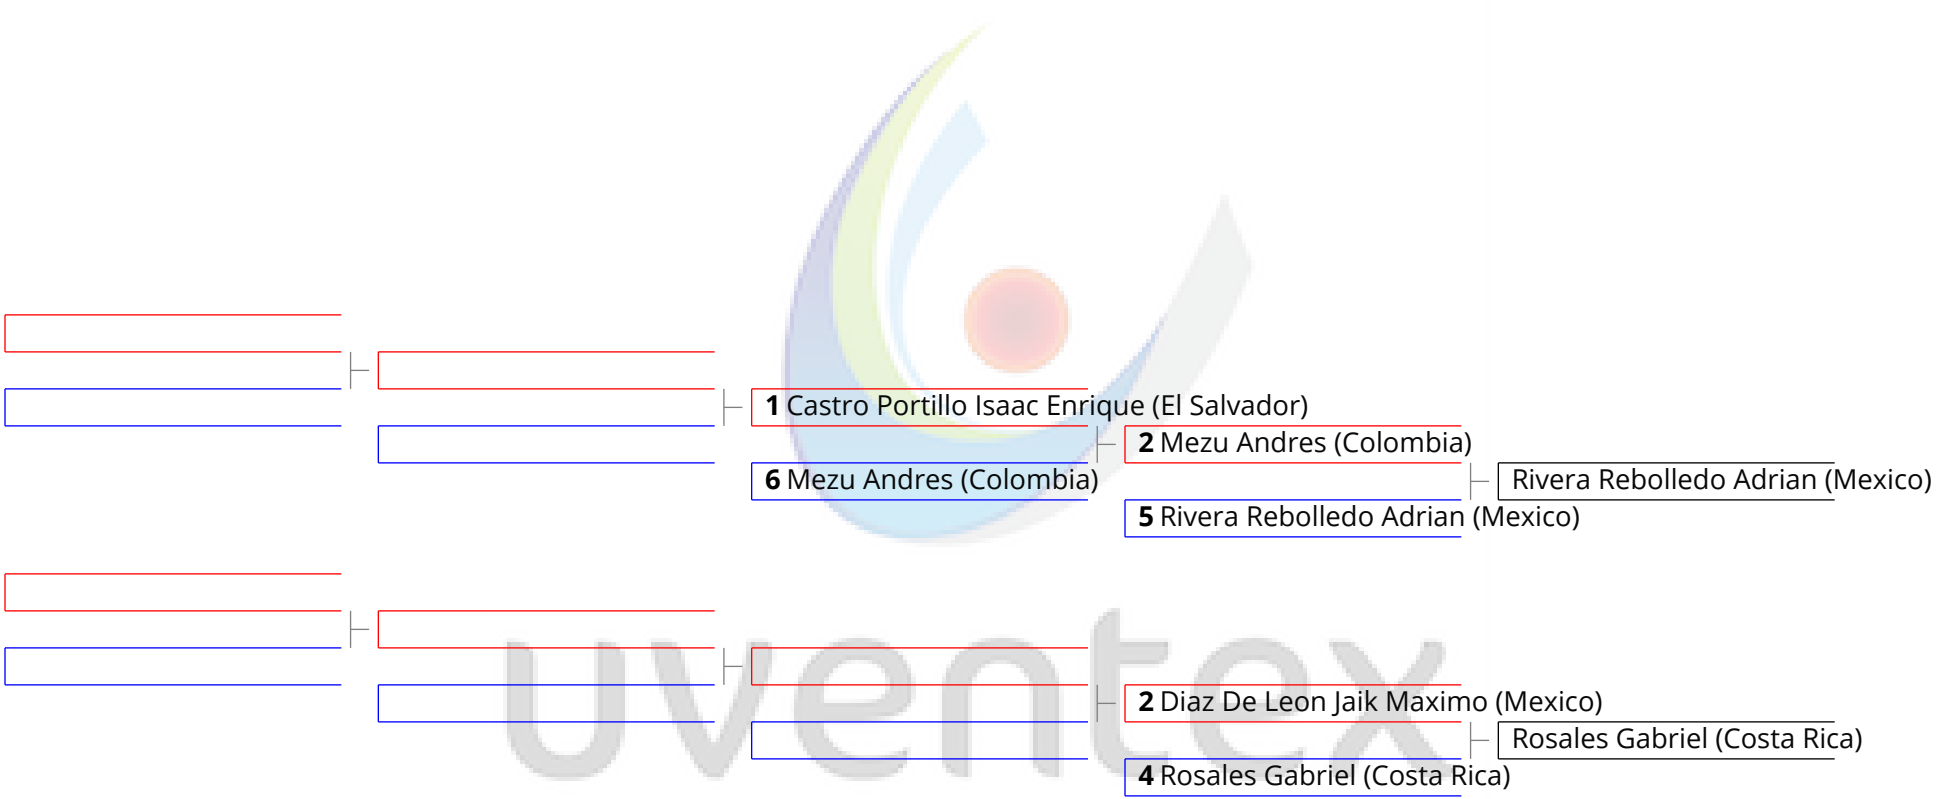 1 Castro Portillo Isaac Enrique (El Salvador)
2 Mezu Andres (Colombia)
6 Mezu Andres (Colombia)
Rivera Rebolledo Adrian (Mexico)
5 Rivera Rebolledo Adrian (Mexico)
2 Diaz De Leon Jaik Maximo (Mexico)
Rosales Gabriel (Costa Rica)
4 Rosales Gabriel (Costa Rica)
uventex